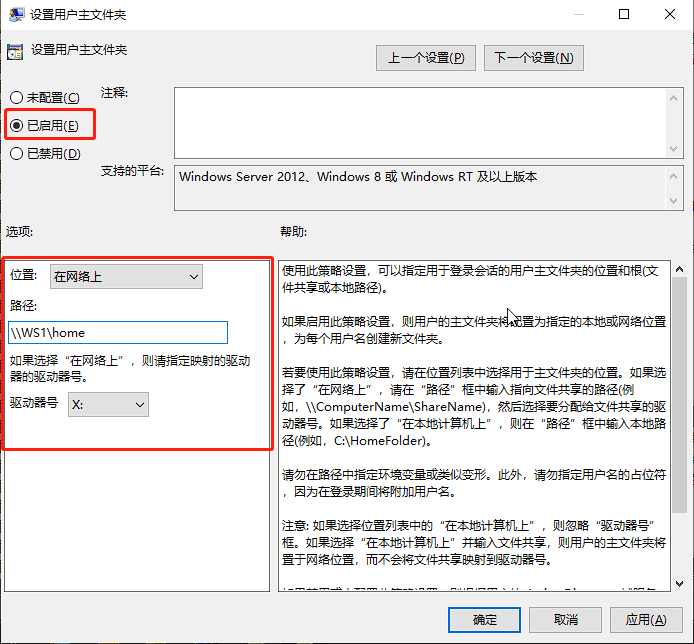 设置用户主文件夹
设置用户主文件夹
上一个设置(P)
下一个设置(N)
未配置(C)
注释:
已启用(E)
已禁用(D)
支持的平台:
Windows Server 2012、Windows 8 或 Windows RT 及以上版本
选项:
帮助:
位置:
在网络上
路径:
\\WS1\home
如果选择“在网络上”，则请指定映射的驱动
器的驱动器号。
驱动器号
X:
使用此策略设置，可以指定用于登录会话的用户主文件夹的位置和根(文
件共享或本地路径)。
如果启用此策略设置，则用户的主文件夹将配置为指定的本地或网络位置
，为每个用户名创建新文件夹。
若要使用此策略设置，请在位置列表中选择用于主文件夹的位置。如果选
择了“在网络上”，请在“路径”框中输入指向文件共享的路径(例
如，\\ComputerName\ShareName)，然后选择要分配给文件共享的驱
动器号。如果选择了“在本地计算机上”，则在“路径”框中输入本地路
径(例如，C:\HomeFolder)。
请勿在路径中指定环境变量或类似变形。此外，请勿指定用户名的占位符
，因为在登录期间将附加用户名。
注意: 如果选择位置列表中的“在本地计算机上”，则忽略“驱动器号”
框。如果选择“在本地计算机上”并输入文件共享，则用户的主文件夹将
置于网络位置，而不会将文件共享映射到驱动器号。
确定
取消
应用(A)